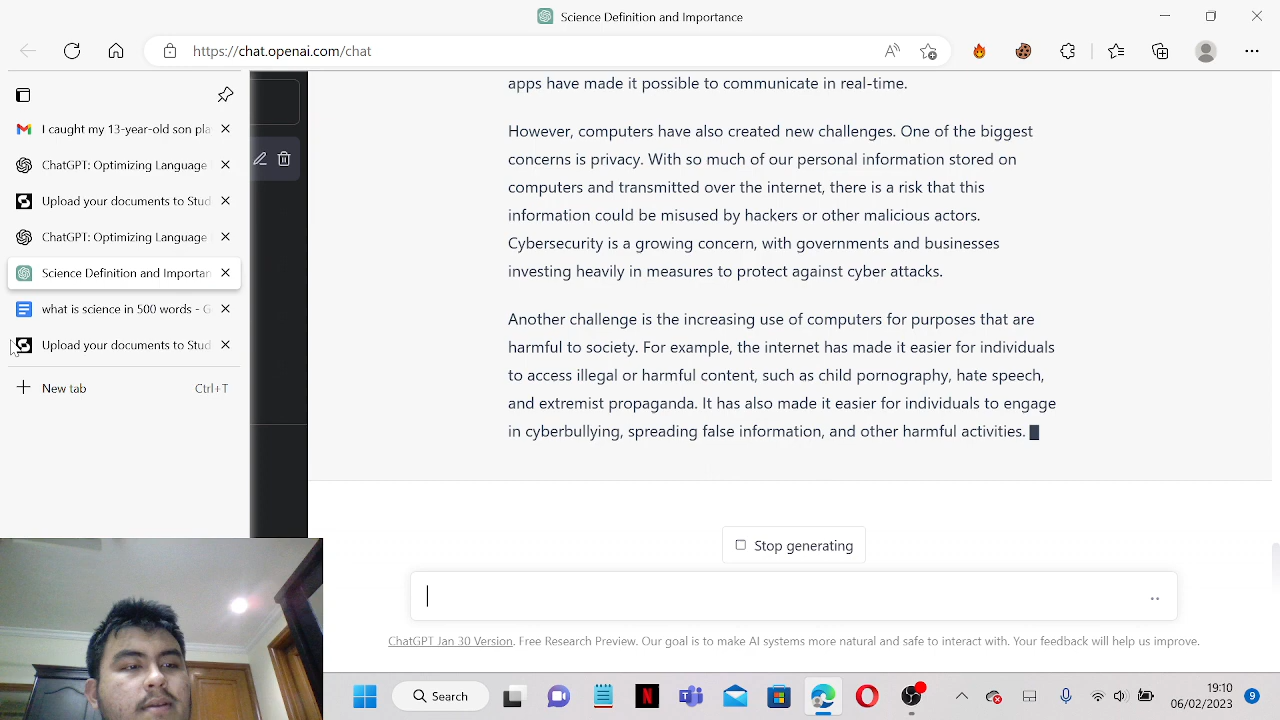 Science Definition and Importance
https://chat.openai.com/chat
I caught my 13-year-old son pla
ChatGPT: Optimizing Language
Upload your documents to Stud
ChatGPT: Optimizing Language
Science Definition and Importan
what is science in 500 words - G
Upload your documents to Stud
New tab
Ctrl+T
apps have made it possible to communicate in real-time.
However, computers have also created new challenges. One of the biggest
concerns is privacy. With so much of our personal information stored on
computers and transmitted over the internet, there is a risk that this
information could be misused by hackers or other malicious actors.
Cybersecurity is a growing concern, with governments and businesses
investing heavily in measures to protect against cyber attacks.
Another challenge is the increasing use of computers for purposes that are
harmful to society. For example, the internet has made it easier for individuals
to access illegal or harmful content, such as child pornography, hate speech,
and extremist propaganda. It has also made it easier for individuals to engage
in cyberbullying, spreading false information, and other harmful activities.
Stop generating
ChatGPT Jan 30 Version. Free Research Preview. Our goal is to make AI systems more natural and safe to interact with. Your feedback will help us improve.
Search
19:10
06/02/2023
9